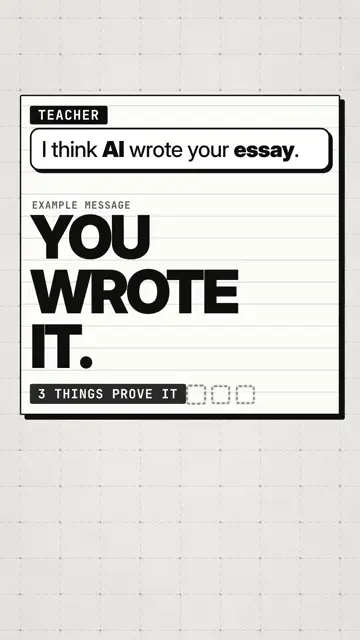 TEACHER
I think AI wrote your essay.
EXAMPLE MESSAGE
YOU
WROTE
IT.
3 THINGS PROVE IT